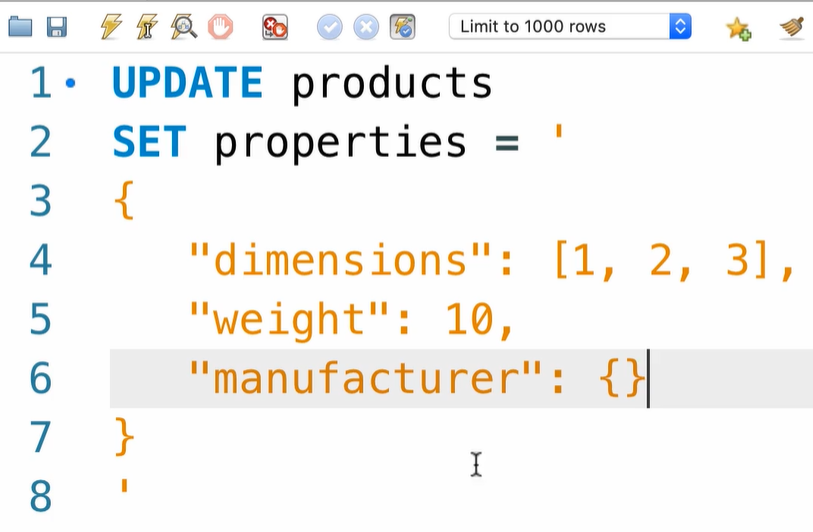 Limit to 1000 rows
1 UPDATE products
2 SET properties = '
3 {
4 "dimensions": [1, 2, 3],
5 "weight": 10,
6 "manufacturer": {}
7 }
8 '